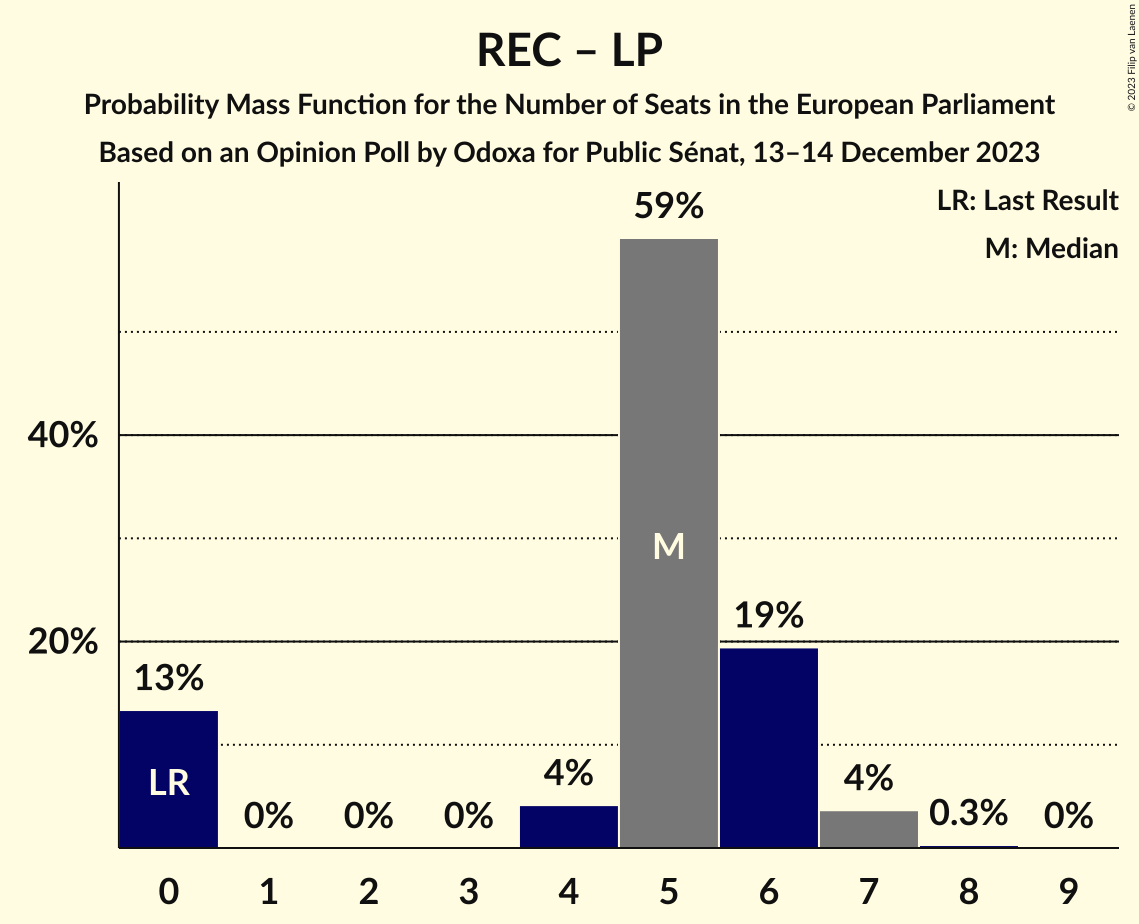 REC – LP
Probability Mass Function for the Number of Seats in the European Parliament
Based on an Opinion Poll by Odoxa for Public Sénat, 13–14 December 2023
© 2023 Filip van Laenen
LR: Last Result
M: Median
59%
40%
M
20%
19%
13%
LR
0%
0%
0%
4%
4%
0.3%
0%
0 1 2 3 4 5 6 7 8 9